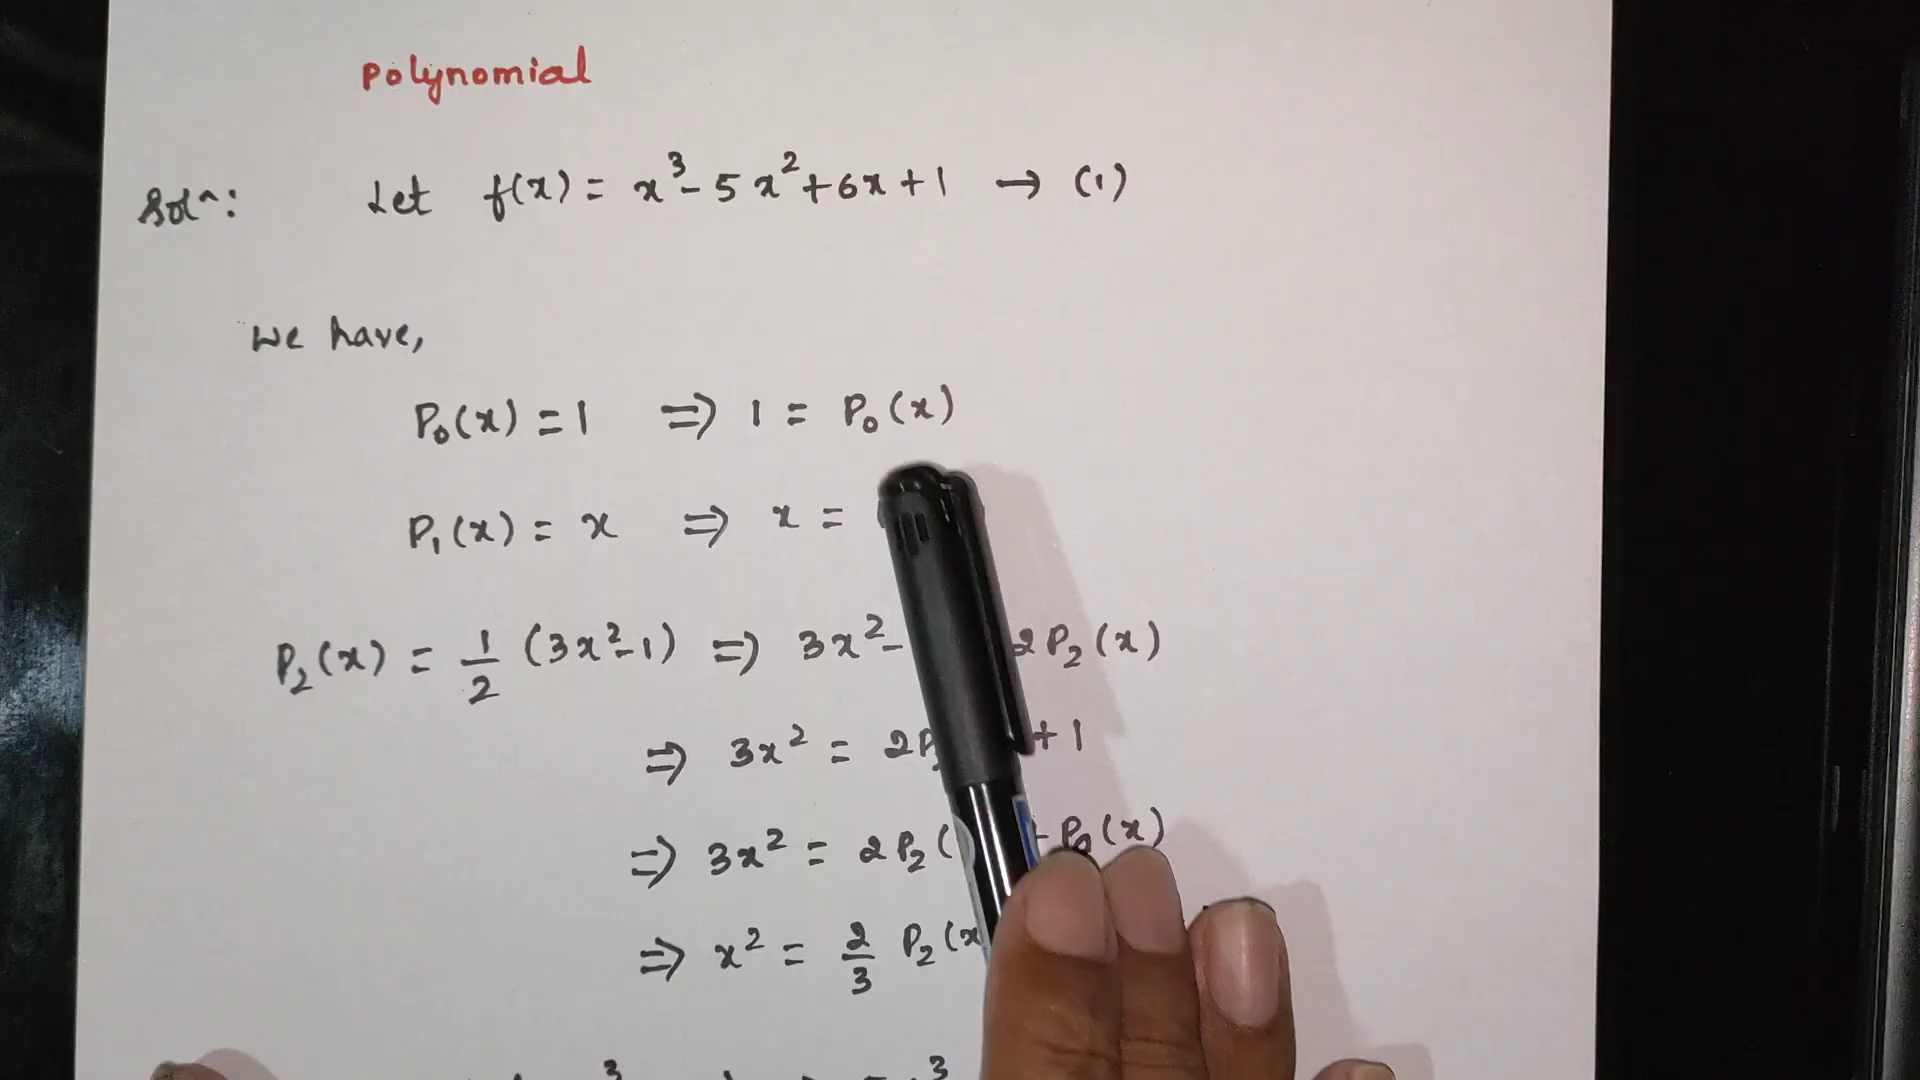 Polynomial
Solⁿ: Let f(x) = x³ - 5x² + 6x + 1 → (1)
We have,
P₀(x) = 1 ⇒ 1 = P₀(x)
P₁(x) = x ⇒ x =
P₂(x) = 1/2 (3x² - 1) ⇒ 3x² - 2P₂(x)
⇒ 3x² = 2P + 1
⇒ 3x² = 2P₂( + P₀(x)
⇒ x² = 2/3 P₂(x